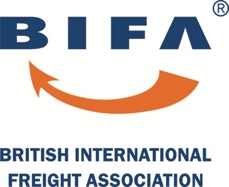 BIFA®
BRITISH INTERNATIONAL
FREIGHT ASSOCIATION